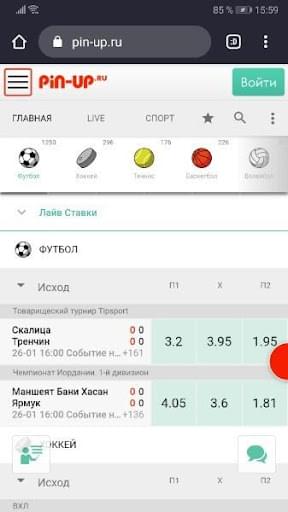 85 % 15:59
pin-up.ru
:D
PiN-UP.RU
Войти
ГЛАВНАЯ LIVE СПОРТ
1250 296 176 226 122
Футбол Хоккей Теннис Баскетбол Волейбол
Лайв Ставки
ФУТБОЛ
Исход П1 X П2
Товарищеский турнир Tipsport
Скалица 0 0
Тренчин 0 0
26-01 16:00 Событие н... +161
3.2 3.95 1.95
Чемпионат Иордании. 1-й дивизион
Маншеят Бани Хасан 0 0
Ярмук 0 0
26-01 16:00 Событие н... +136
4.05 3.6 1.81
ХОККЕЙ
Исход П1 X П2
ВХЛ